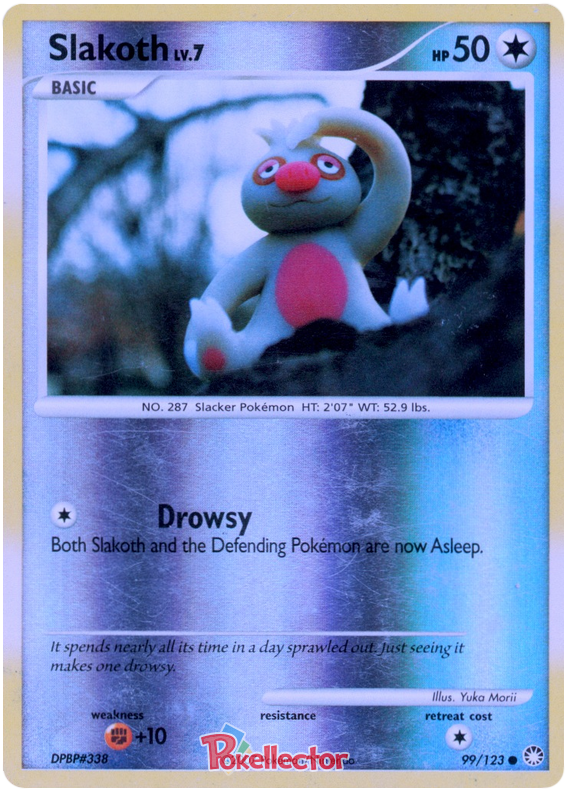 Slakoth LV.7
HP 50
BASIC
NO. 287 Slacker Pokémon HT: 2'07" WT: 52.9 lbs.
Drowsy
Both Slakoth and the Defending Pokémon are now Asleep.
It spends nearly all its time in a day sprawled out. Just seeing it
makes one drowsy.
Illus. Yuka Morii
weakness resistance retreat cost
+10
DPBP#338
Pokellector
99/123